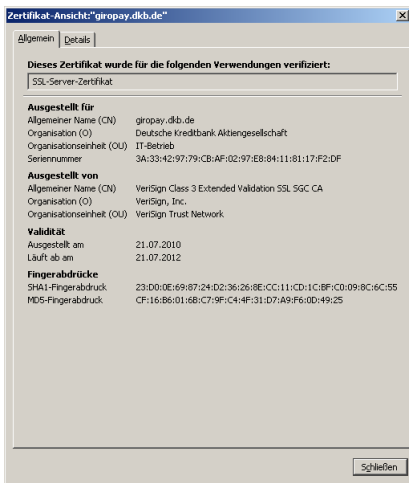 Zertifikat-Ansicht:"giropay.dkb.de"
Allgemein Details
Dieses Zertifikat wurde für die folgenden Verwendungen verifiziert:
SSL-Server-Zertifikat
Ausgestellt für
Allgemeiner Name (CN) giropay.dkb.de
Organisation (O) Deutsche Kreditbank Aktiengesellschaft
Organisationseinheit (OU) IT-Betrieb
Seriennummer 3A:33:42:97:79:CB:AF:02:97:E8:84:11:81:17:F2:DF
Ausgestellt von
Allgemeiner Name (CN) VeriSign Class 3 Extended Validation SSL SGC CA
Organisation (O) VeriSign, Inc.
Organisationseinheit (OU) VeriSign Trust Network
Validität
Ausgestellt am 21.07.2010
Läuft ab am 21.07.2012
Fingerabdrücke
SHA1-Fingerabdruck 23:D0:0E:69:87:24:D2:36:26:8E:CC:11:CD:1C:BF:C0:09:8C:6C:55
MD5-Fingerabdruck CF:16:B6:01:6B:C7:9F:C4:4F:31:D7:A9:F6:0D:49:25
Schließen